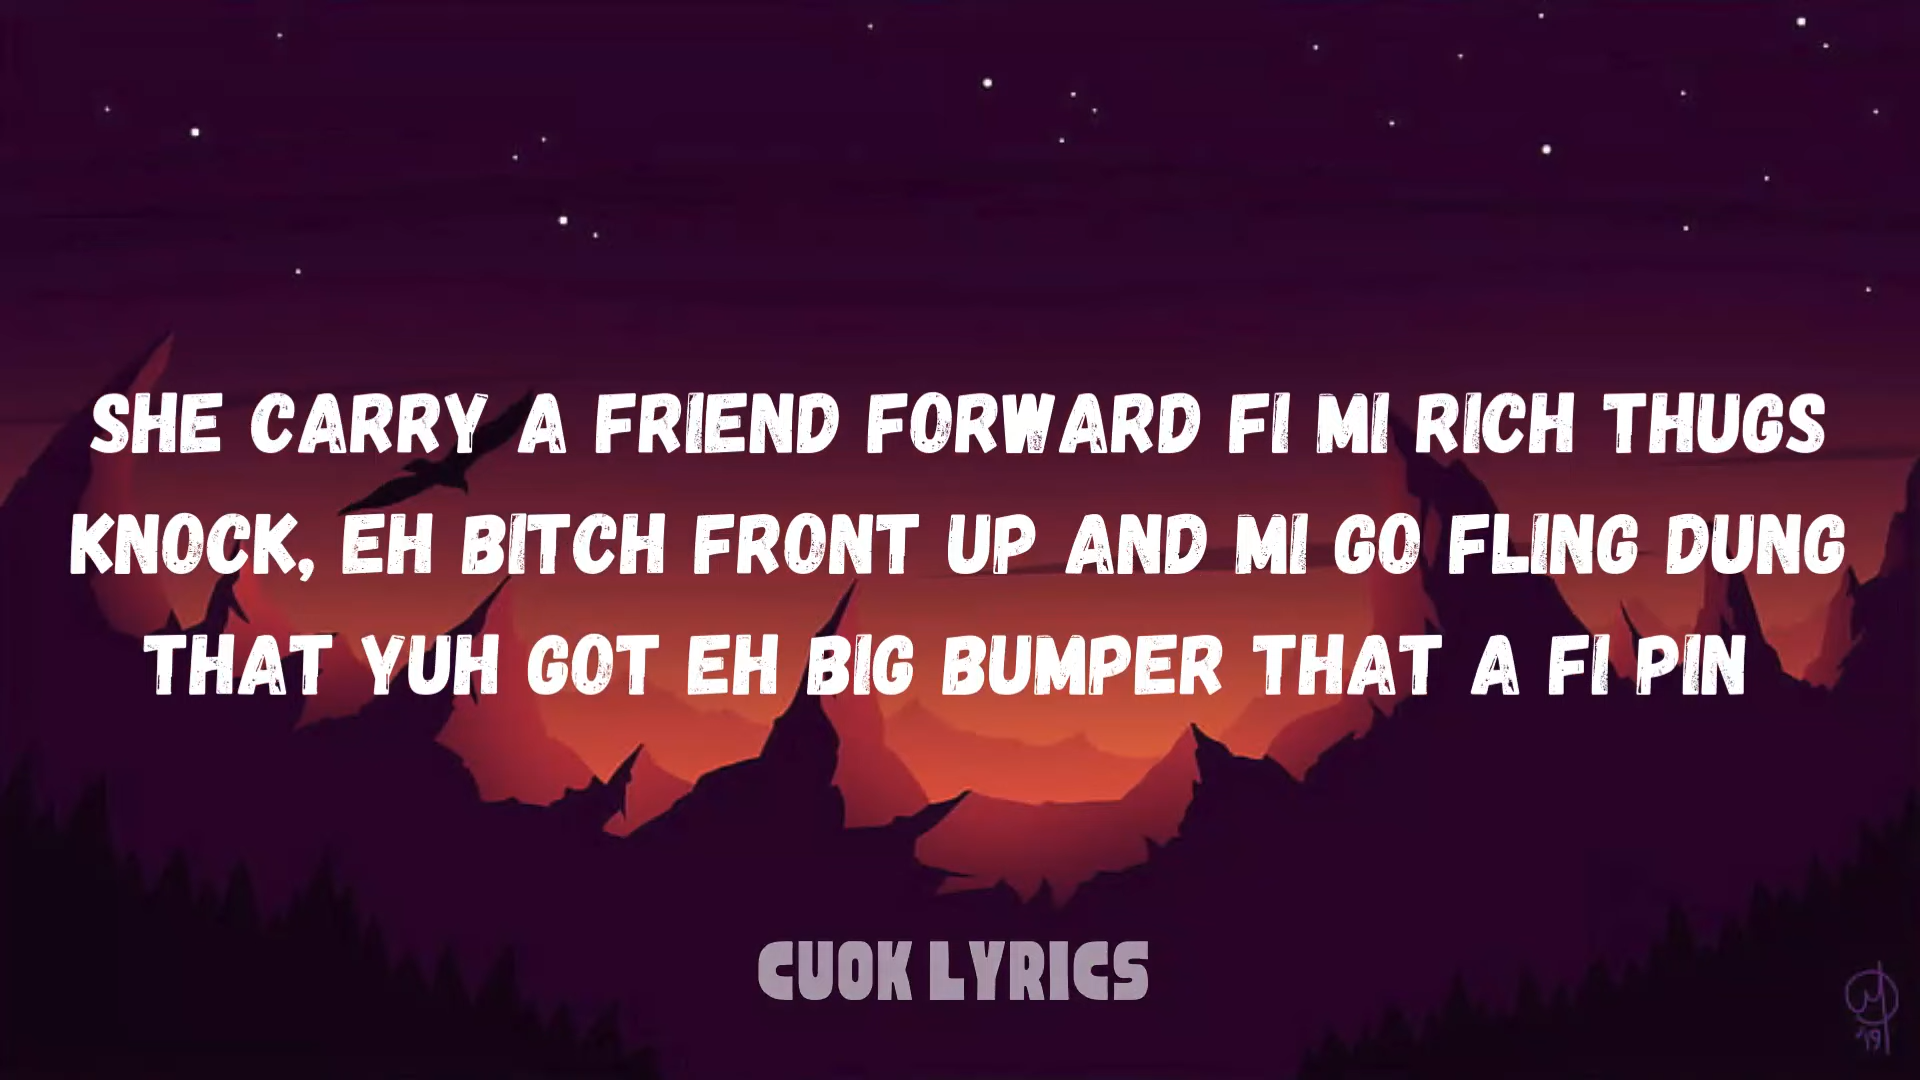 SHE CARRY A FRIEND FORWARD FI MI RICH THUGS
KNOCK, EH BITCH FRONT UP AND MI GO FLING DUNG
THAT YUH GOT EH BIG BUMPER THAT A FI PIN
CUOK LYRICS
'19